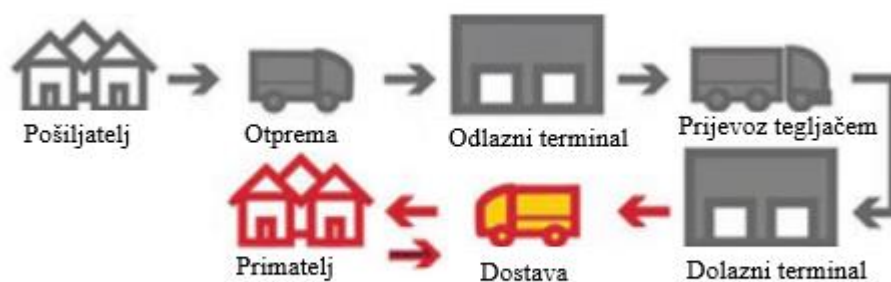 Pošiljatelj
Otprema
Odlazni terminal
Prijevoz tegljačem
Primatelj
Dostava
Dolazni terminal